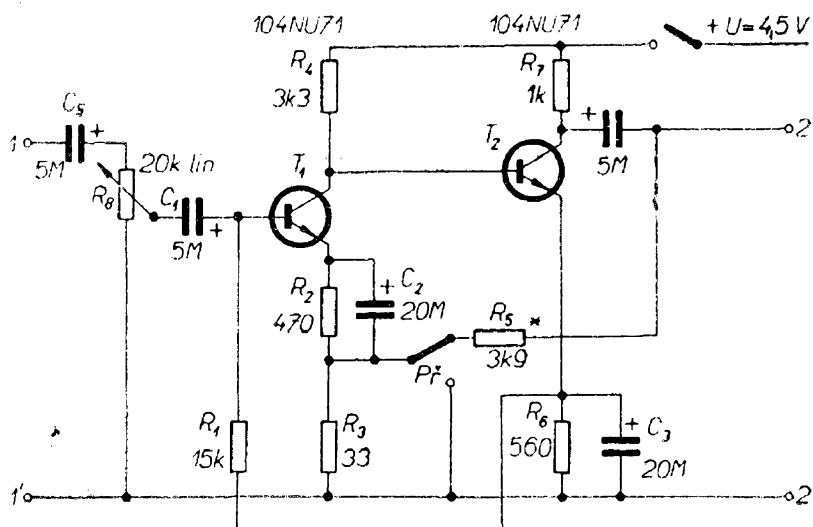 104NU71 104NU71 + U=4,5V
R4
3k3
R7
1k
C5 +
5M
1
20k lin
R8
C1
5M +
T1
T2
+
5M
2
R2
470
+ C2
20M
R5 *
3k9
Př
R1
15k
R3
33
R6
560
+ C3
20M
1' 2